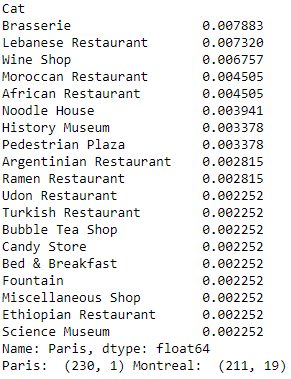 Cat
Brasserie 0.007883
Lebanese Restaurant 0.007320
Wine Shop 0.006757
Moroccan Restaurant 0.004505
African Restaurant 0.004505
Noodle House 0.003941
History Museum 0.003378
Pedestrian Plaza 0.003378
Argentinian Restaurant 0.002815
Ramen Restaurant 0.002815
Udon Restaurant 0.002252
Turkish Restaurant 0.002252
Bubble Tea Shop 0.002252
Candy Store 0.002252
Bed & Breakfast 0.002252
Fountain 0.002252
Miscellaneous Shop 0.002252
Ethiopian Restaurant 0.002252
Science Museum 0.002252
Name: Paris, dtype: float64
Paris: (230, 1) Montreal: (211, 19)